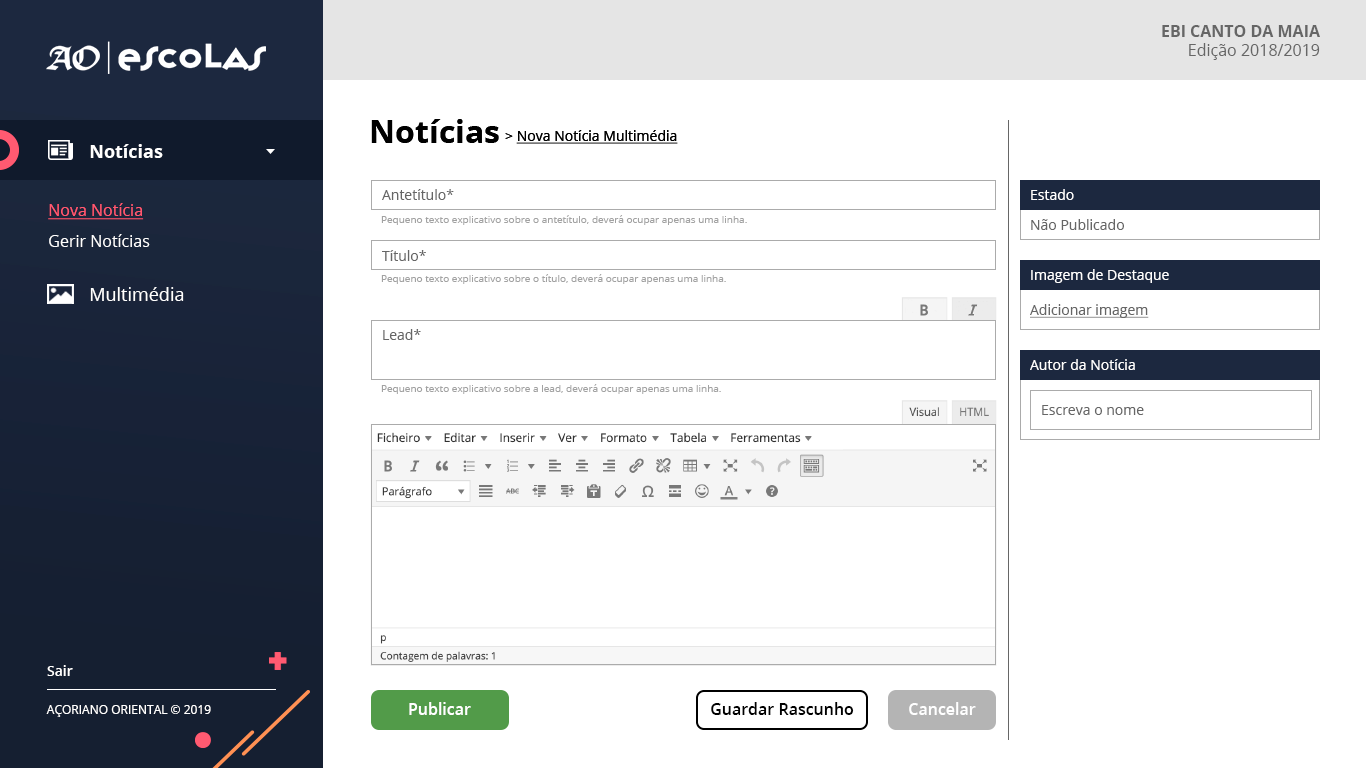 AO escolas
EBI CANTO DA MAIA
Edição 2018/2019
Notícias
Nova Notícia
Gerir Notícias
Multimédia
Sair
AÇORIANO ORIENTAL © 2019
Notícias > Nova Notícia Multimédia
Antetítulo*
Pequeno texto explicativo sobre o antetítulo, deverá ocupar apenas uma linha.
Título*
Pequeno texto explicativo sobre o título, deverá ocupar apenas uma linha.
B I
Lead*
Pequeno texto explicativo sobre a lead, deverá ocupar apenas uma linha.
Visual HTML
Ficheiro Editar Inserir Ver Formato Tabela Ferramentas
B I
Parágrafo ABC Ω A ?
p
Contagem de palavras: 1
Publicar Guardar Rascunho Cancelar
Estado
Não Publicado
Imagem de Destaque
Adicionar imagem
Autor da Notícia
Escreva o nome